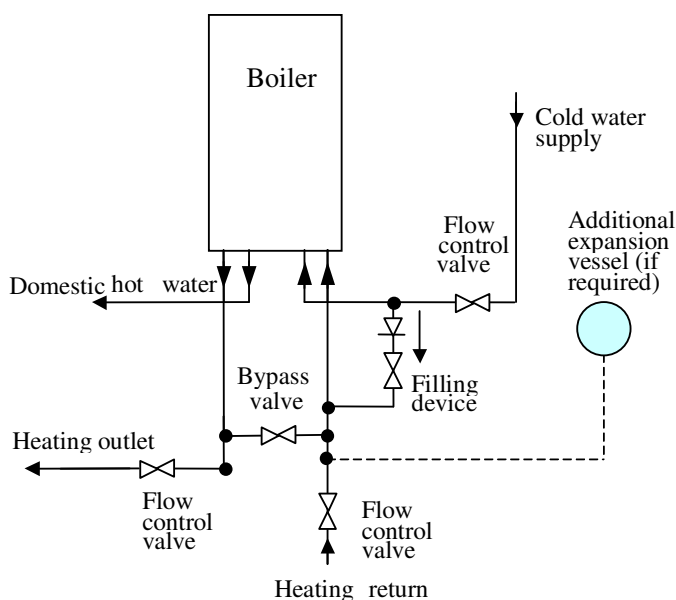 Boiler
Cold water
supply
Flow
control
valve
Additional
expansion
vessel (if
required)
Domestic hot water
Bypass
valve
Filling
device
Heating outlet
Flow
control
valve
Flow
control
valve
Heating return